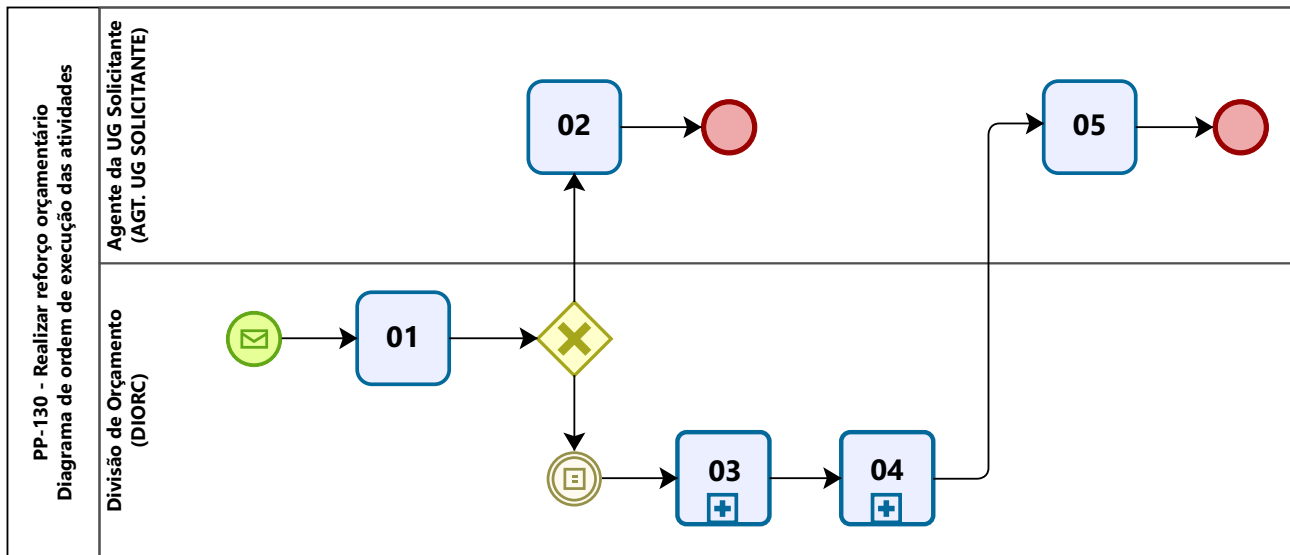 PP-130 - Realizar reforço orçamentário
Diagrama de ordem de execução das atividades
Agente da UG Solicitante
(AGT. UG SOLICITANTE)
02
05
Divisão de Orçamento
(DIORC)
01
03
04